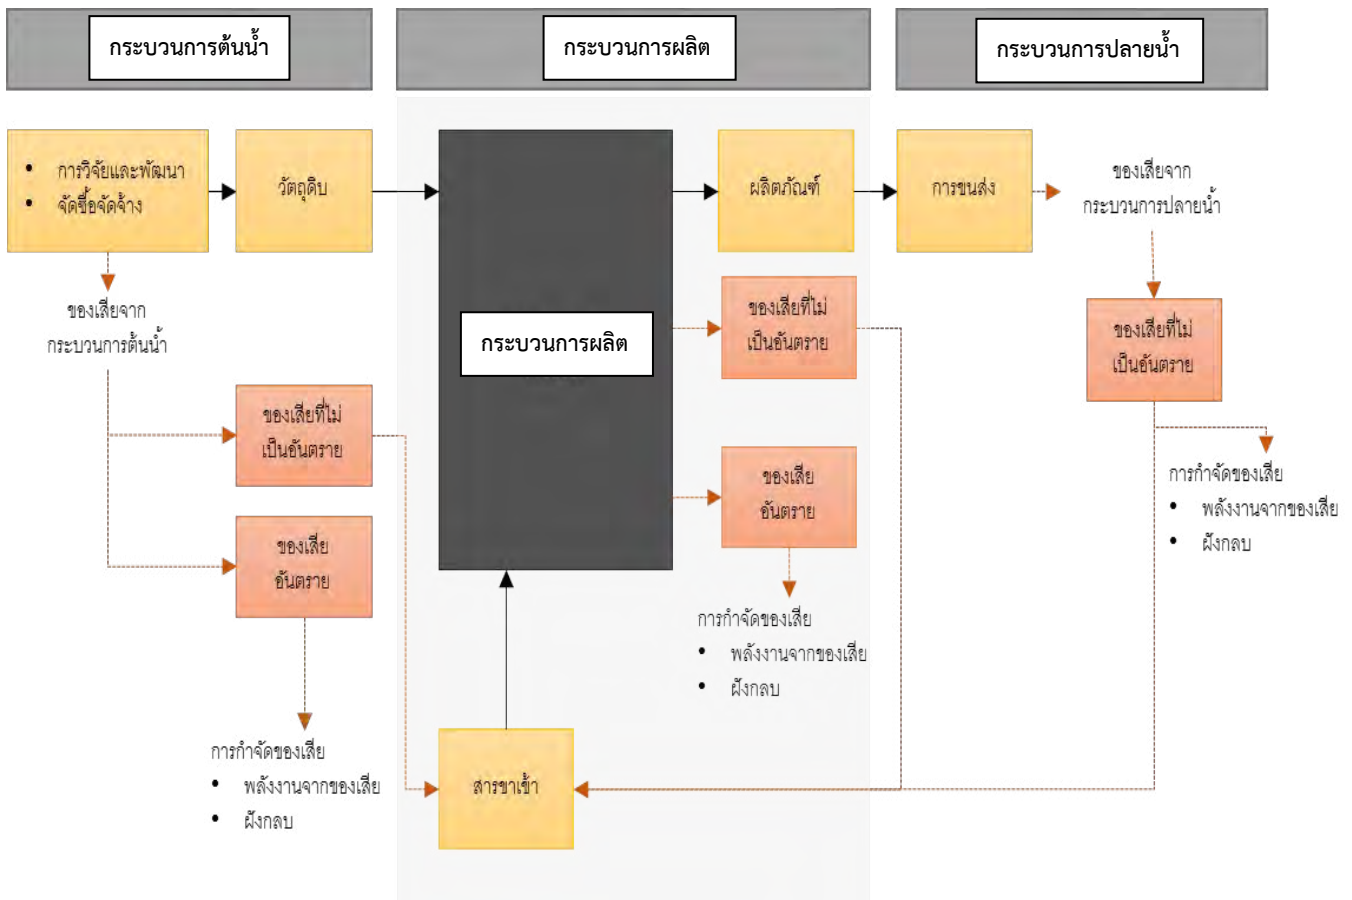 กระบวนการต้นน้ำ
กระบวนการผลิต
กระบวนการปลายน้ำ
• การวิจัยและพัฒนา
• จัดซื้อจัดจ้าง
วัตถุดิบ
ผลิตภัณฑ์
การขนส่ง
ของเสียจาก
กระบวนการปลายน้ำ
ของเสียจาก
กระบวนการต้นน้ำ
กระบวนการผลิต
ของเสียที่ไม่
เป็นอันตราย
ของเสียที่ไม่
เป็นอันตราย
ของเสียที่ไม่
เป็นอันตราย
ของเสีย
อันตราย
การกำจัดของเสีย
• พลังงานจากของเสีย
• ฝังกลบ
ของเสีย
อันตราย
การกำจัดของเสีย
• พลังงานจากของเสีย
• ฝังกลบ
การกำจัดของเสีย
• พลังงานจากของเสีย
• ฝังกลบ
สารขาเข้า